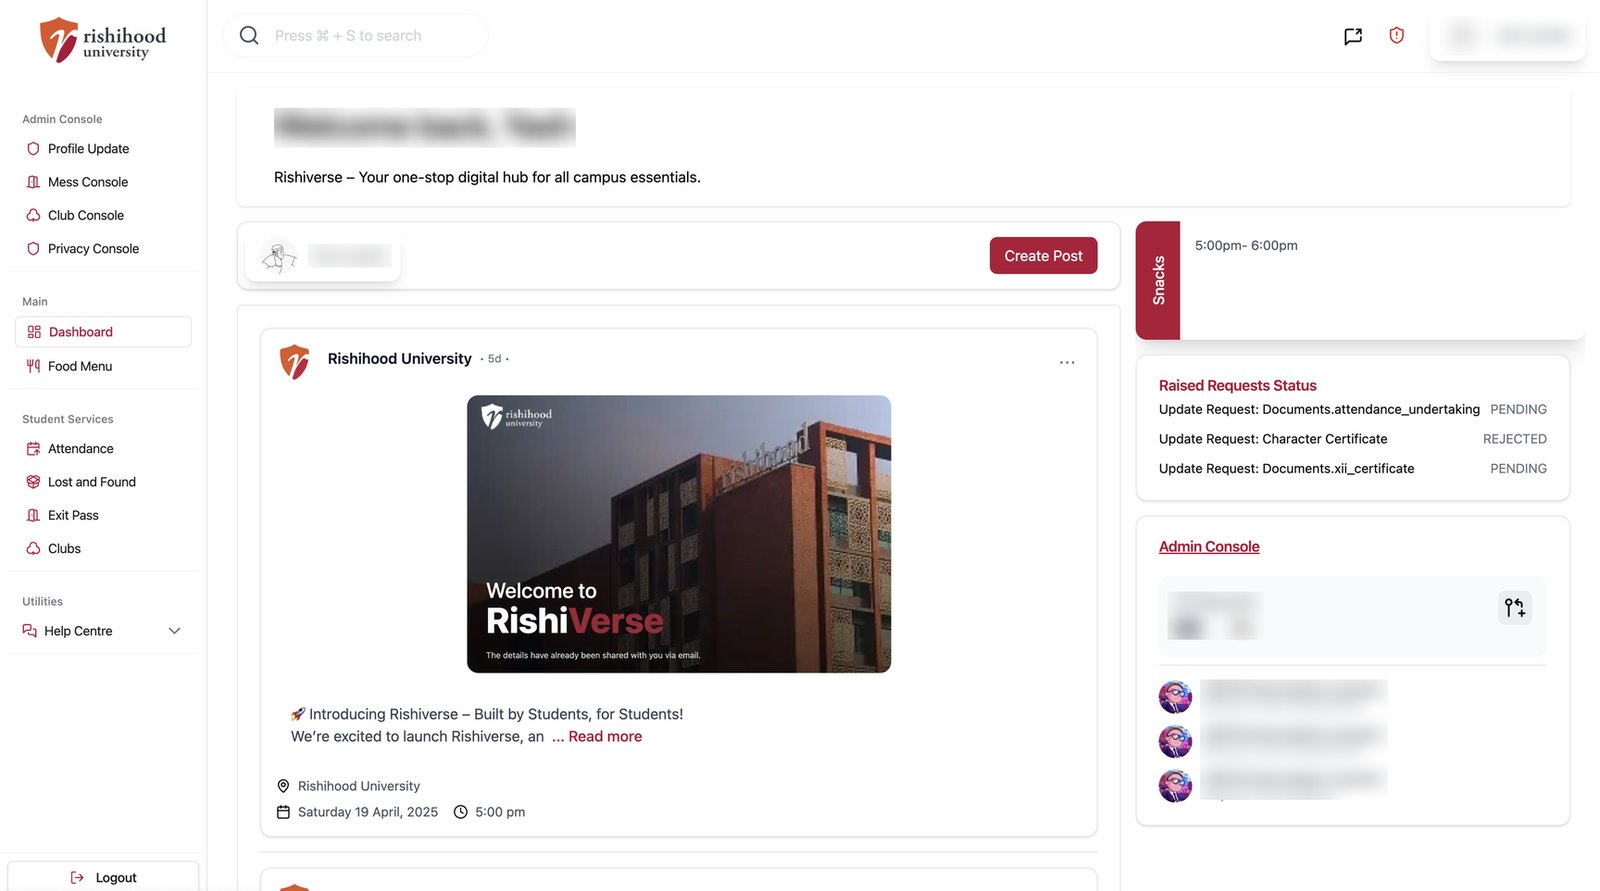 rishihood
university
Press ⌘ + S to search
Admin Console
Profile Update
Mess Console
Club Console
Privacy Console
Main
Dashboard
Food Menu
Student Services
Attendance
Lost and Found
Exit Pass
Clubs
Utilities
Help Centre
Logout
Rishiverse – Your one-stop digital hub for all campus essentials.
Create Post
Rishihood University • 5d •
rishihood
university
rishihood
Welcome to
RishiVerse
The details have already been shared with you via email.
🚀 Introducing Rishiverse – Built by Students, for Students!
We’re excited to launch Rishiverse, an ... Read more
Rishihood University
Saturday 19 April, 2025 5:00 pm
Snacks
5:00pm- 6:00pm
Raised Requests Status
Update Request: Documents.attendance_undertaking PENDING
Update Request: Character Certificate REJECTED
Update Request: Documents.xii_certificate PENDING
Admin Console